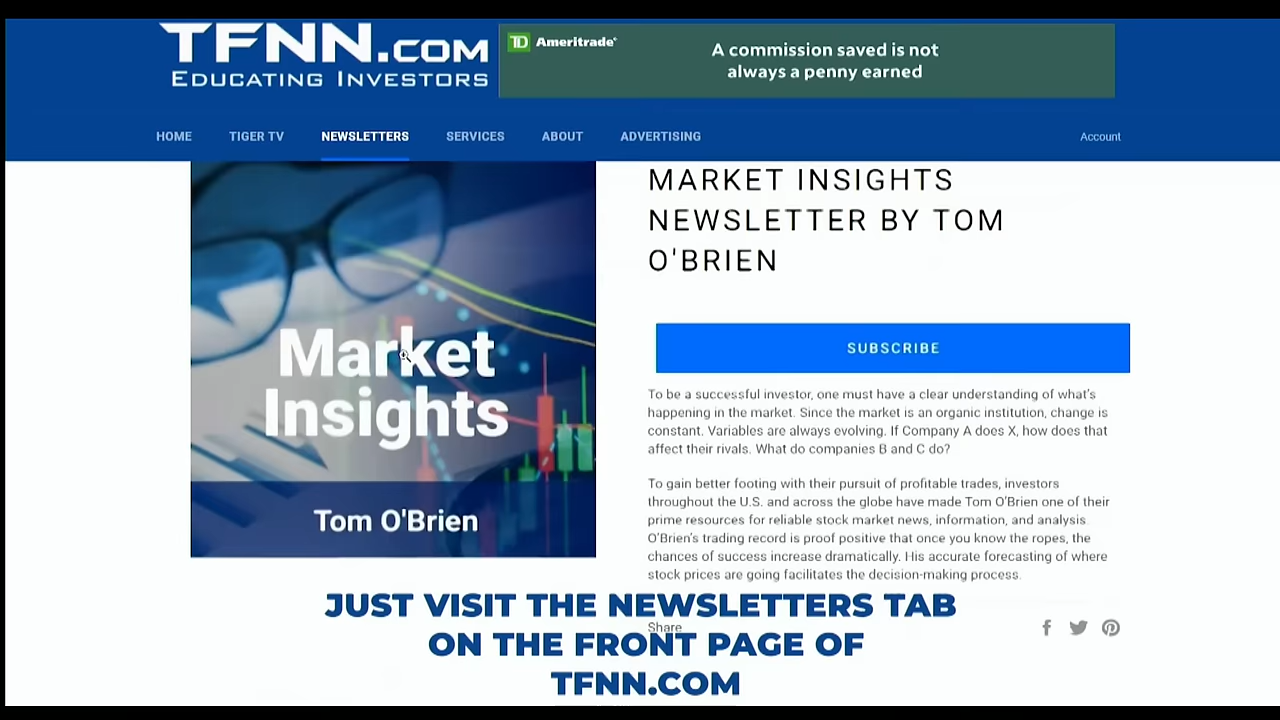 TFNN.COM
EDUCATING INVESTORS
TD Ameritrade
A commission saved is not
always a penny earned
HOME TIGER TV NEWSLETTERS SERVICES ABOUT ADVERTISING Account
Market
Insights
Tom O'Brien
MARKET INSIGHTS
NEWSLETTER BY TOM
O'BRIEN
SUBSCRIBE
To be a successful investor, one must have a clear understanding of what's
happening in the market. Since the market is an organic institution, change is
constant. Variables are always evolving. If Company A does X, how does that
affect their rivals. What do companies B and C do?
To gain better footing with their pursuit of profitable trades, investors
throughout the U.S. and across the globe have made Tom O'Brien one of their
prime resources for reliable stock market news, information, and analysis.
O'Brien's trading record is proof positive that once you know the ropes, the
chances of success increase dramatically. His accurate forecasting of where
stock prices are going facilitates the decision-making process.
Share
JUST VISIT THE NEWSLETTERS TAB
ON THE FRONT PAGE OF
TFNN.COM